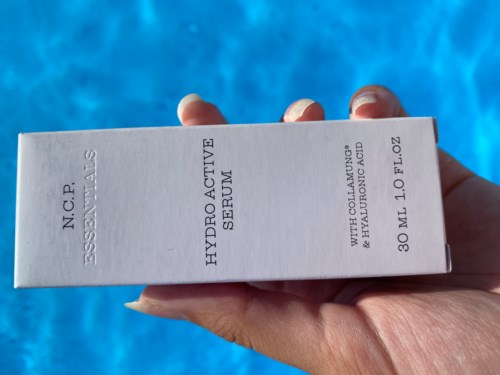 N.C.P.
ESSENTIALS
HYDRO ACTIVE
SERUM
WITH COLLAMUNG®
& HYALURONIC ACID
30 ML 1.0 FL.OZ